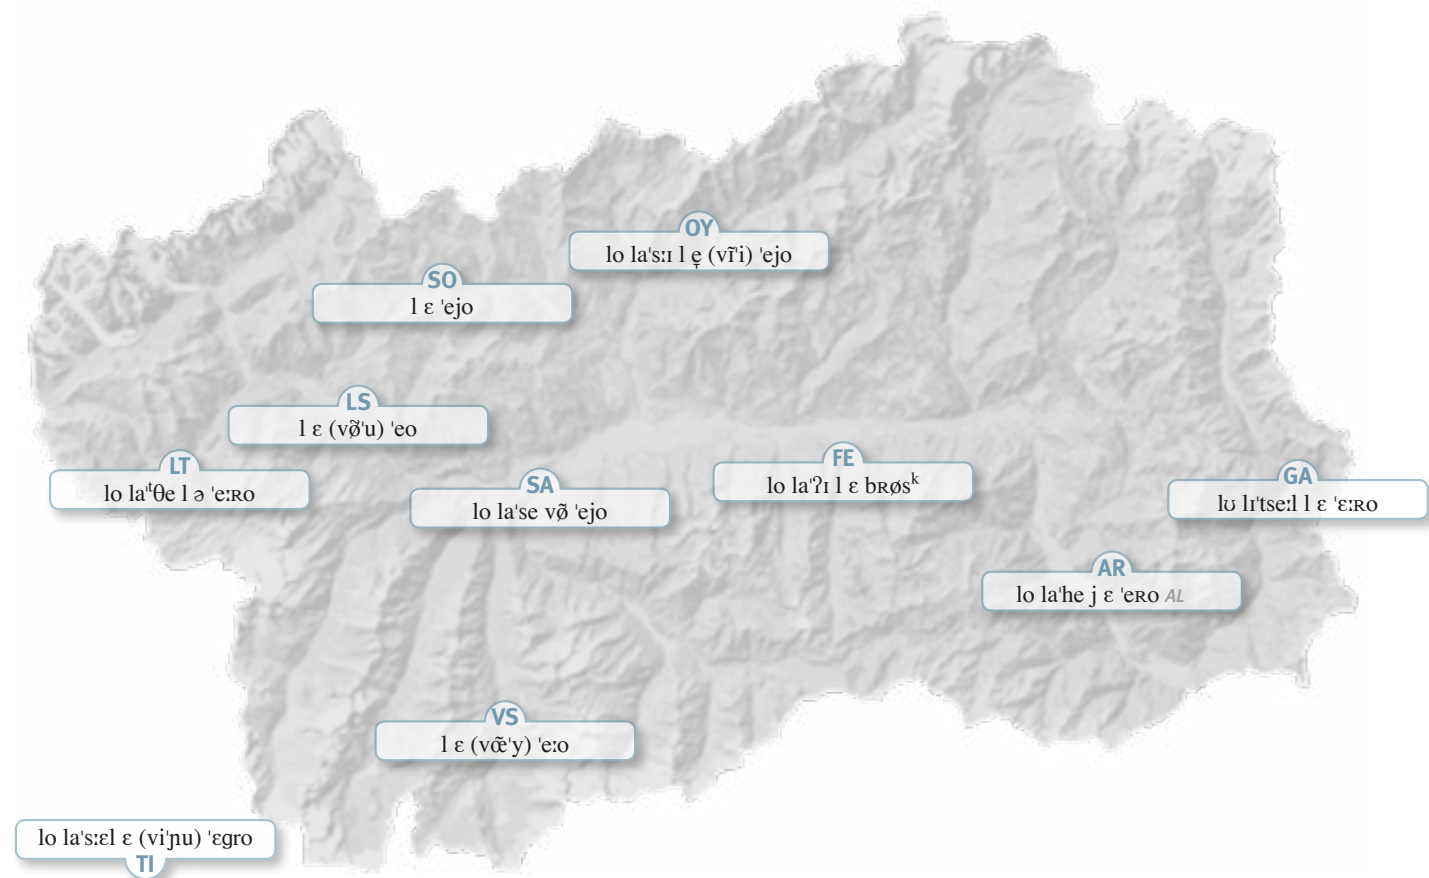 OY
lo la'sːɪ l e̞ (vĩ'i) 'ejo
SO
l ɛ 'ejo
LS
l ɛ (vø̃'u) 'eo
LT
lo la'ᵗθe l ə 'eːʀo
SA
lo la'se vø̃ 'ejo
FE
lo la'ʔɪ l ɛ bʀøsᵏ
GA
lʊ lɪ'tseːl l ɛ 'ɛːʀo
AR
lo la'he j ɛ 'eʀo AL
VS
l ɛ (vœ̃'y) 'eːo
lo la'sːɛl ɛ (vi'ɲu) 'ɛgro
TI